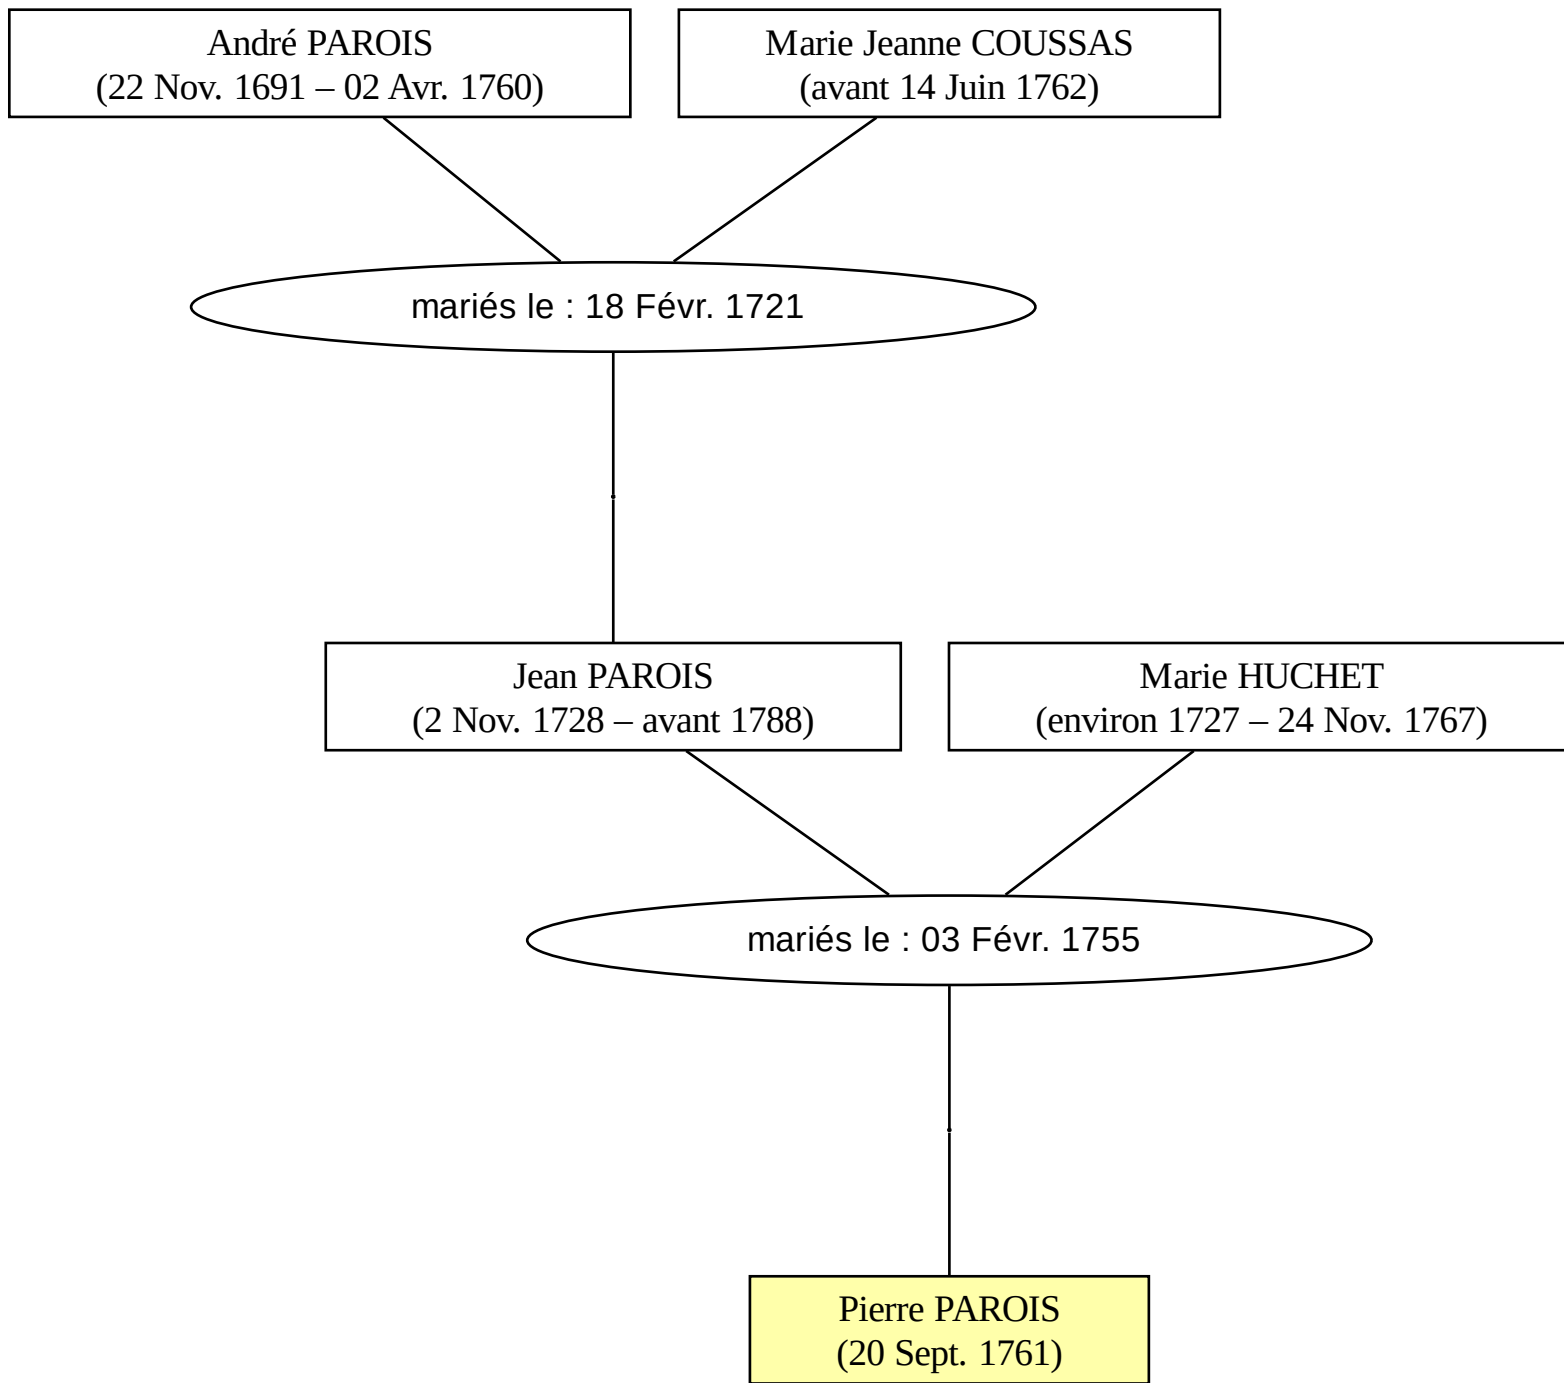 André PAROIS
(22 Nov. 1691 – 02 Avr. 1760)
Marie Jeanne COUSSAS
(avant 14 Juin 1762)
mariés le : 18 Févr. 1721
Jean PAROIS
(2 Nov. 1728 – avant 1788)
Marie HUCHET
(environ 1727 – 24 Nov. 1767)
mariés le : 03 Févr. 1755
Pierre PAROIS
(20 Sept. 1761)